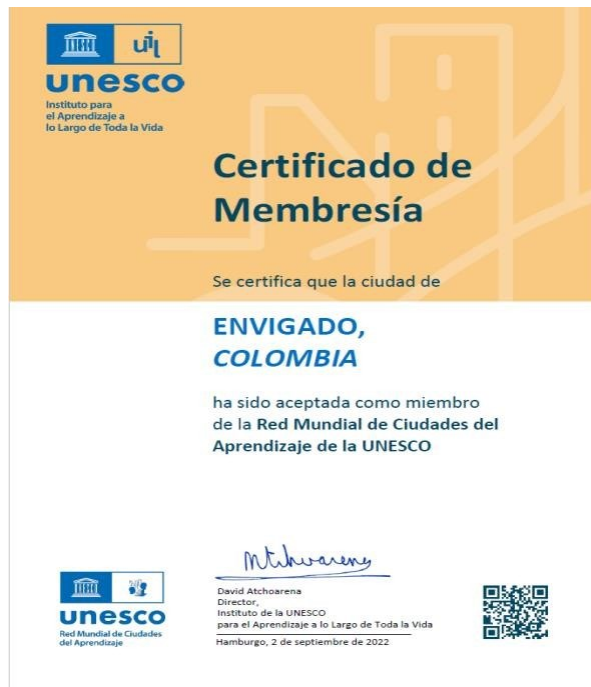 uil
unesco
Instituto para
el Aprendizaje a
lo Largo de Toda la Vida
Certificado de
Membresía
Se certifica que la ciudad de
ENVIGADO,
COLOMBIA
ha sido aceptada como miembro
de la Red Mundial de Ciudades del
Aprendizaje de la UNESCO
David Atchoarena
Director,
Instituto de la UNESCO
para el Aprendizaje a lo Largo de Toda la Vida
Hamburgo, 2 de septiembre de 2022
unesco
Red Mundial de Ciudades
del Aprendizaje